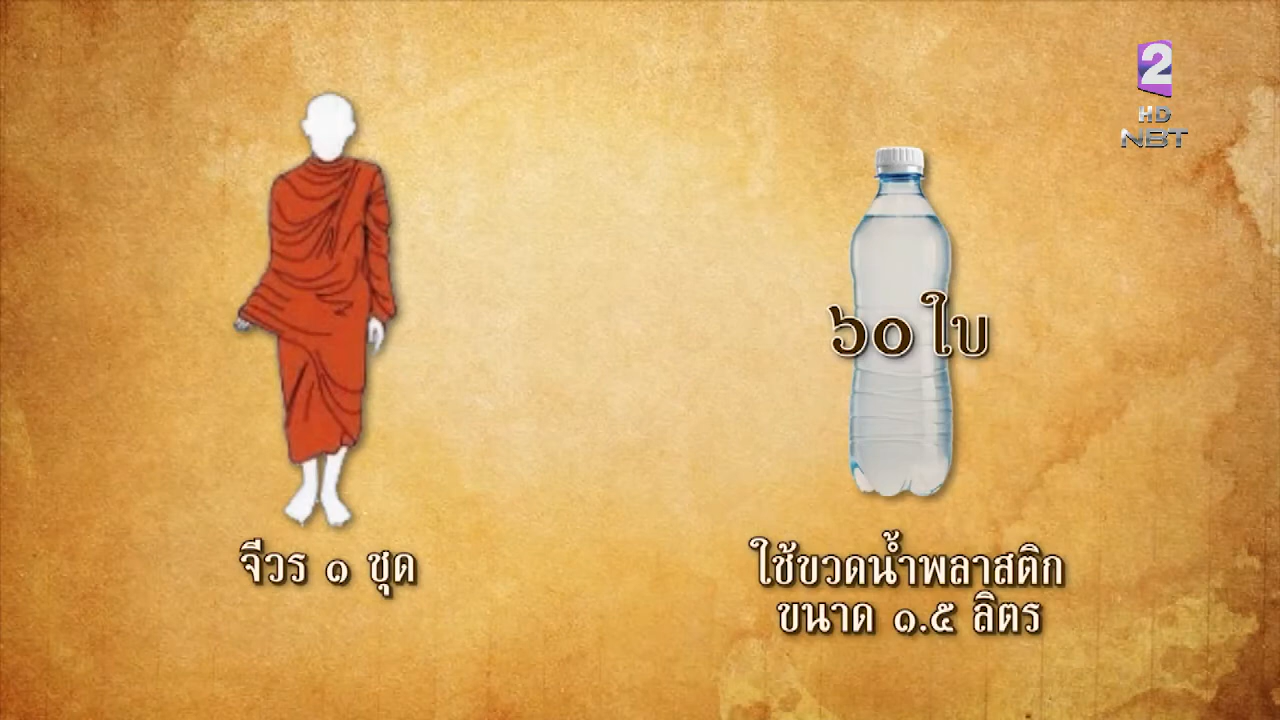 2
HD
NBT
๖๐ ใบ
จีวร ๑ ชุด
ใช้ขวดน้ำพลาสติก
ขนาด ๑.๕ ลิตร